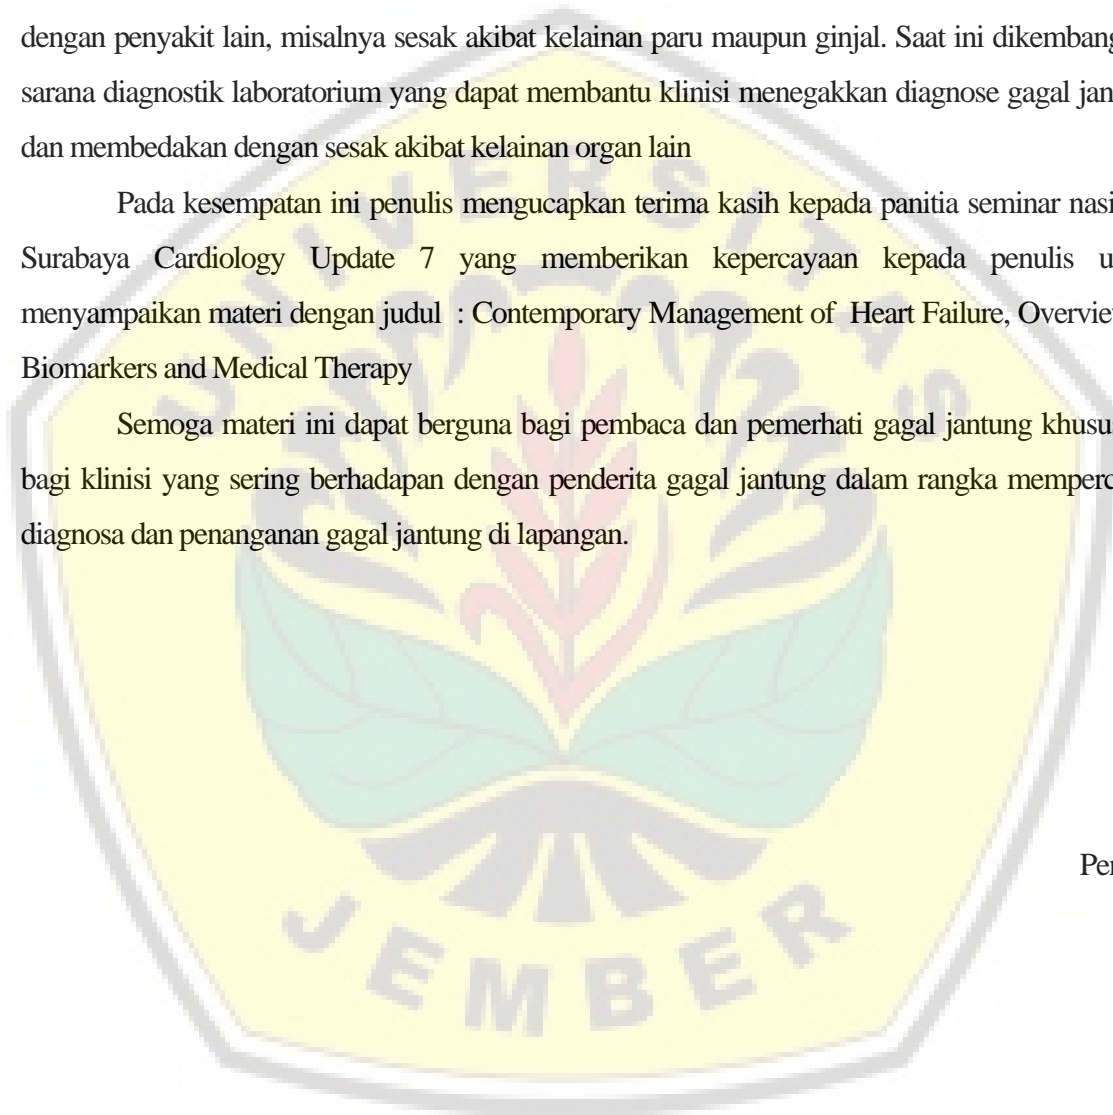 dengan penyakit lain, misalnya sesak akibat kelainan paru maupun ginjal. Saat ini dikembang
sarana diagnostik laboratorium yang dapat membantu klinisi menegakkan diagnose gagal jan
dan membedakan dengan sesak akibat kelainan organ lain
Pada kesempatan ini penulis mengucapkan terima kasih kepada panitia seminar nasi
Surabaya Cardiology Update 7 yang memberikan kepercayaan kepada penulis u
menyampaikan materi dengan judul : Contemporary Management of Heart Failure, Overvie
Biomarkers and Medical Therapy
Semoga materi ini dapat berguna bagi pembaca dan pemerhati gagal jantung khusus
bagi klinisi yang sering berhadapan dengan penderita gagal jantung dalam rangka memperc
diagnosa dan penanganan gagal jantung di lapangan.
Pen
UNIVERSITAS
JEMBER